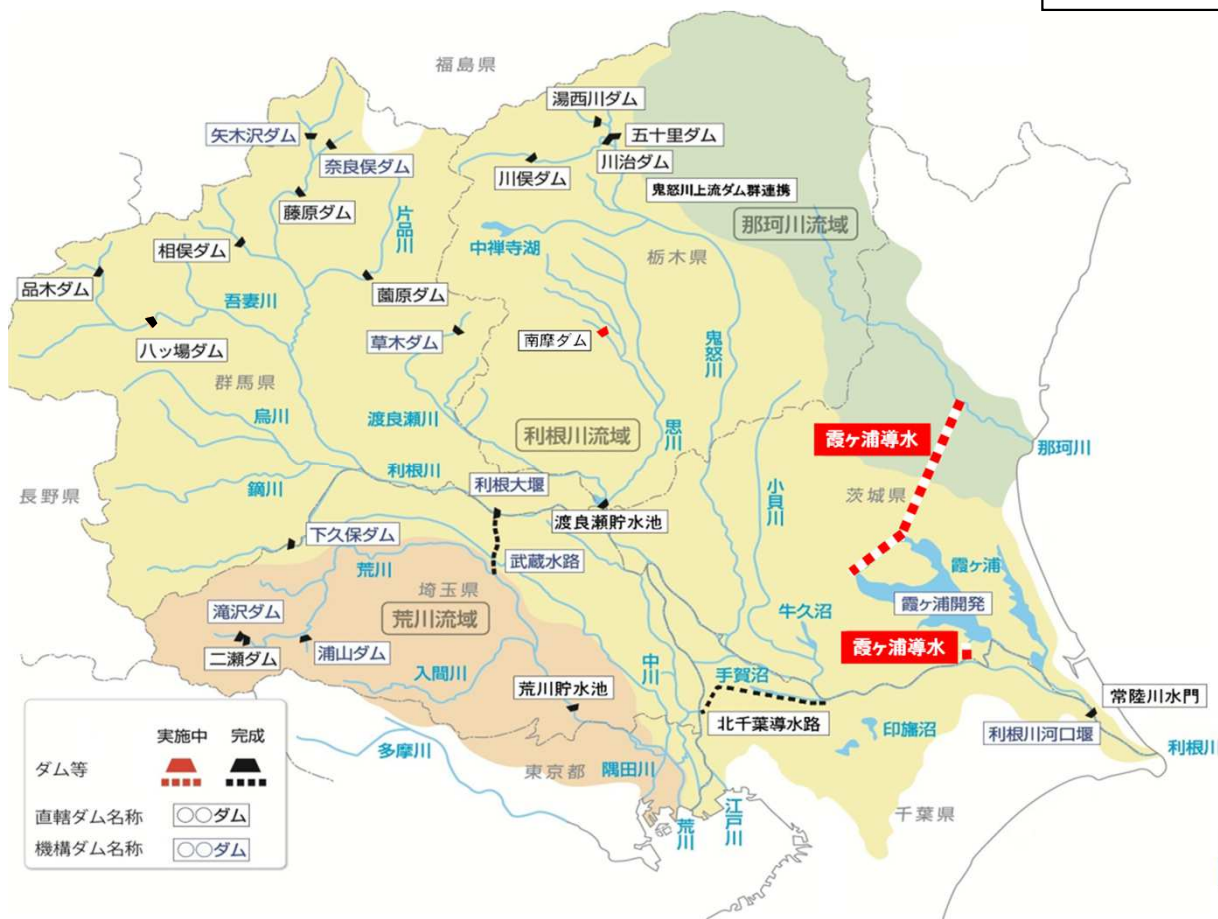 福島県
湯西川ダム
矢木沢ダム
五十里ダム
奈良俣ダム
川治ダム
川俣ダム
鬼怒川上流ダム群連携
藤原ダム
片品川
那珂川流域
相俣ダム
中禅寺湖
栃木県
品木ダム
薗原ダム
吾妻川
草木ダム
南摩ダム
鬼怒川
八ッ場ダム
群馬県
烏川
渡良瀬川
利根川流域
思川
霞ヶ浦導水
那珂川
利根川
利根大堰
小貝川
長野県
鏑川
茨城県
渡良瀬貯水池
下久保ダム
武蔵水路
荒川
霞ヶ浦
埼玉県
滝沢ダム
荒川流域
牛久沼
霞ヶ浦開発
二瀬ダム
浦山ダム
霞ヶ浦導水
入間川
中川
手賀沼
荒川貯水池
常陸川水門
北千葉導水路
印旛沼
利根川河口堰
多摩川
利根川
東京都
隅田川
荒川
江戸川
千葉県
実施中 完成
ダム等
直轄ダム名称 ○○ダム
機構ダム名称 ○○ダム